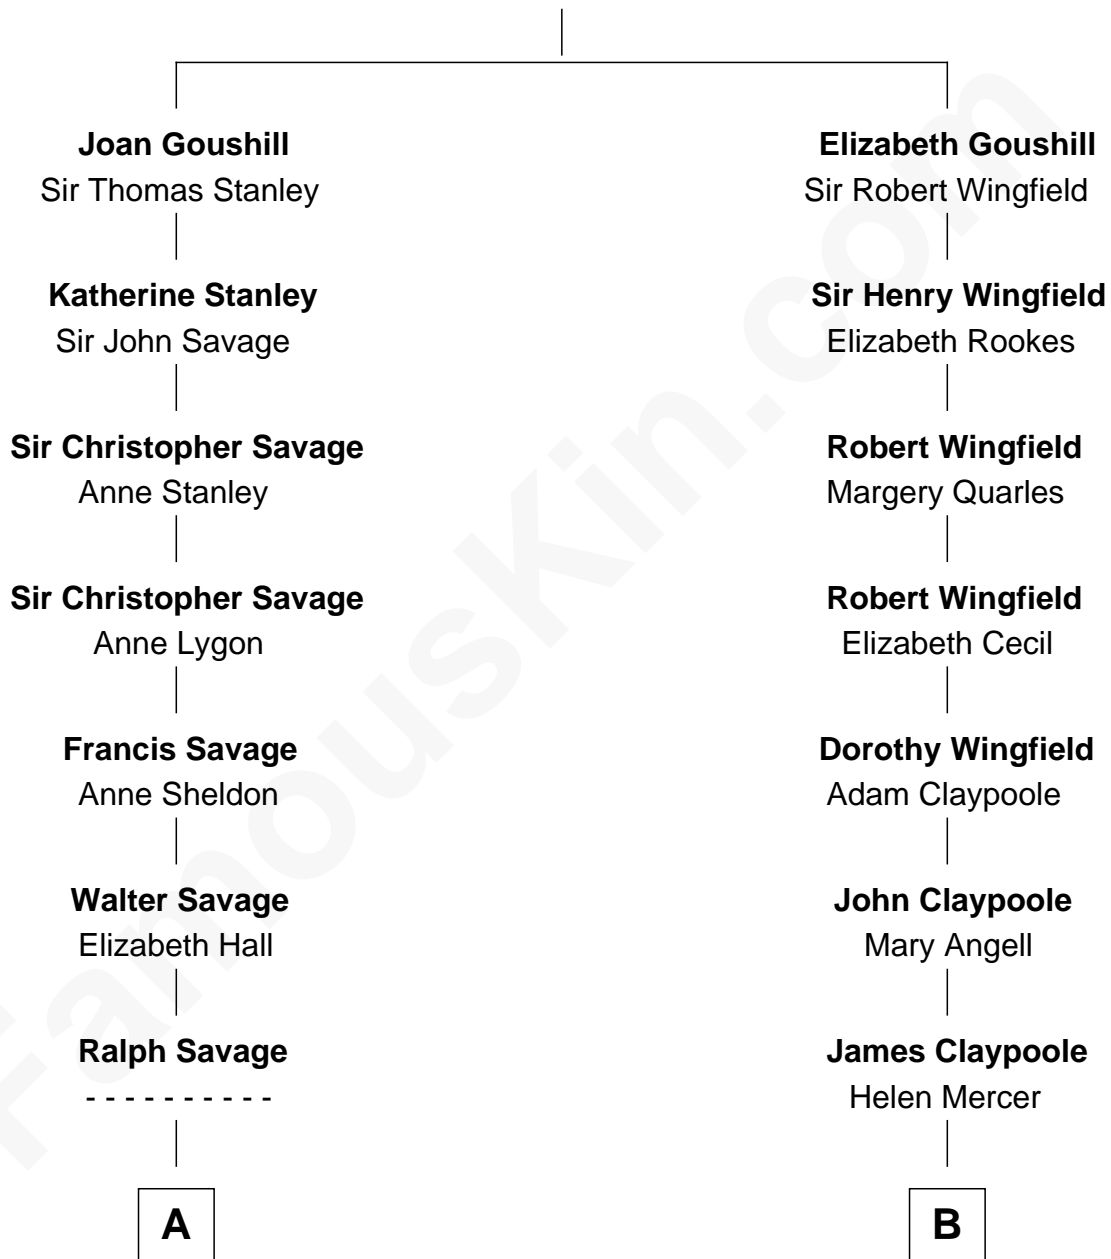 Joan Goushill
Sir Thomas Stanley
Katherine Stanley
Sir John Savage
Sir Christopher Savage
Anne Stanley
Sir Christopher Savage
Anne Lygon
Francis Savage
Anne Sheldon
Walter Savage
Elizabeth Hall
Ralph Savage
- - - - - - - - - -
A
Elizabeth Goushill
Sir Robert Wingfield
Sir Henry Wingfield
Elizabeth Rookes
Robert Wingfield
Margery Quarles
Robert Wingfield
Elizabeth Cecil
Dorothy Wingfield
Adam Claypoole
John Claypoole
Mary Angell
James Claypoole
Helen Mercer
B
FamousKin.com